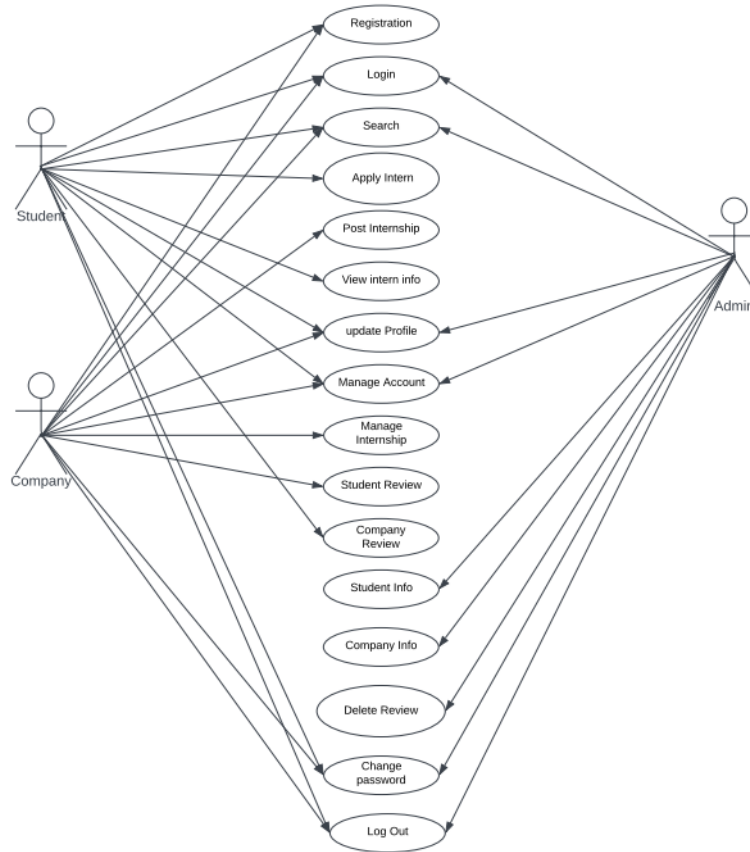 Registration
Login
Search
Apply Intern
Student
Post Internship
View intern info
Admin
update Profile
Manage Account
Manage
Internship
Company
Student Review
Company
Review
Student Info
Company Info
Delete Review
Change
password
Log Out